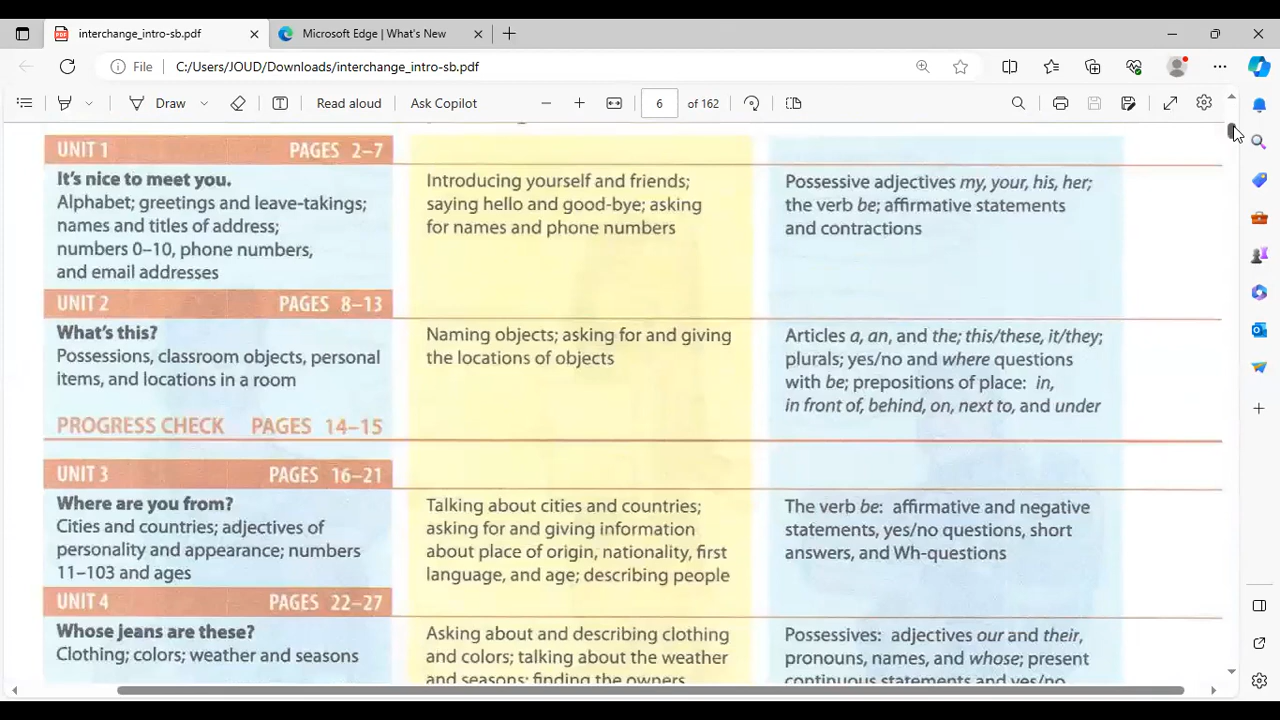 interchange_intro-sb.pdf
Microsoft Edge | What's New
File
C:/Users/JOUD/Downloads/interchange_intro-sb.pdf
Draw
Read aloud
Ask Copilot
6
of 162
UNIT 1 PAGES 2–7
It's nice to meet you.
Alphabet; greetings and leave-takings;
names and titles of address;
numbers 0–10, phone numbers,
and email addresses
Introducing yourself and friends;
saying hello and good-bye; asking
for names and phone numbers
Possessive adjectives my, your, his, her;
the verb be; affirmative statements
and contractions
UNIT 2 PAGES 8–13
What's this?
Possessions, classroom objects, personal
items, and locations in a room
Naming objects; asking for and giving
the locations of objects
Articles a, an, and the; this/these, it/they;
plurals; yes/no and where questions
with be; prepositions of place: in,
in front of, behind, on, next to, and under
PROGRESS CHECK PAGES 14–15
UNIT 3 PAGES 16–21
Where are you from?
Cities and countries; adjectives of
personality and appearance; numbers
11–103 and ages
Talking about cities and countries;
asking for and giving information
about place of origin, nationality, first
language, and age; describing people
The verb be: affirmative and negative
statements, yes/no questions, short
answers, and Wh-questions
UNIT 4 PAGES 22–27
Whose jeans are these?
Clothing; colors; weather and seasons
Asking about and describing clothing
and colors; talking about the weather
and seasons; finding the owners
Possessives: adjectives our and their,
pronouns, names, and whose; present
continuous statements and yes/no